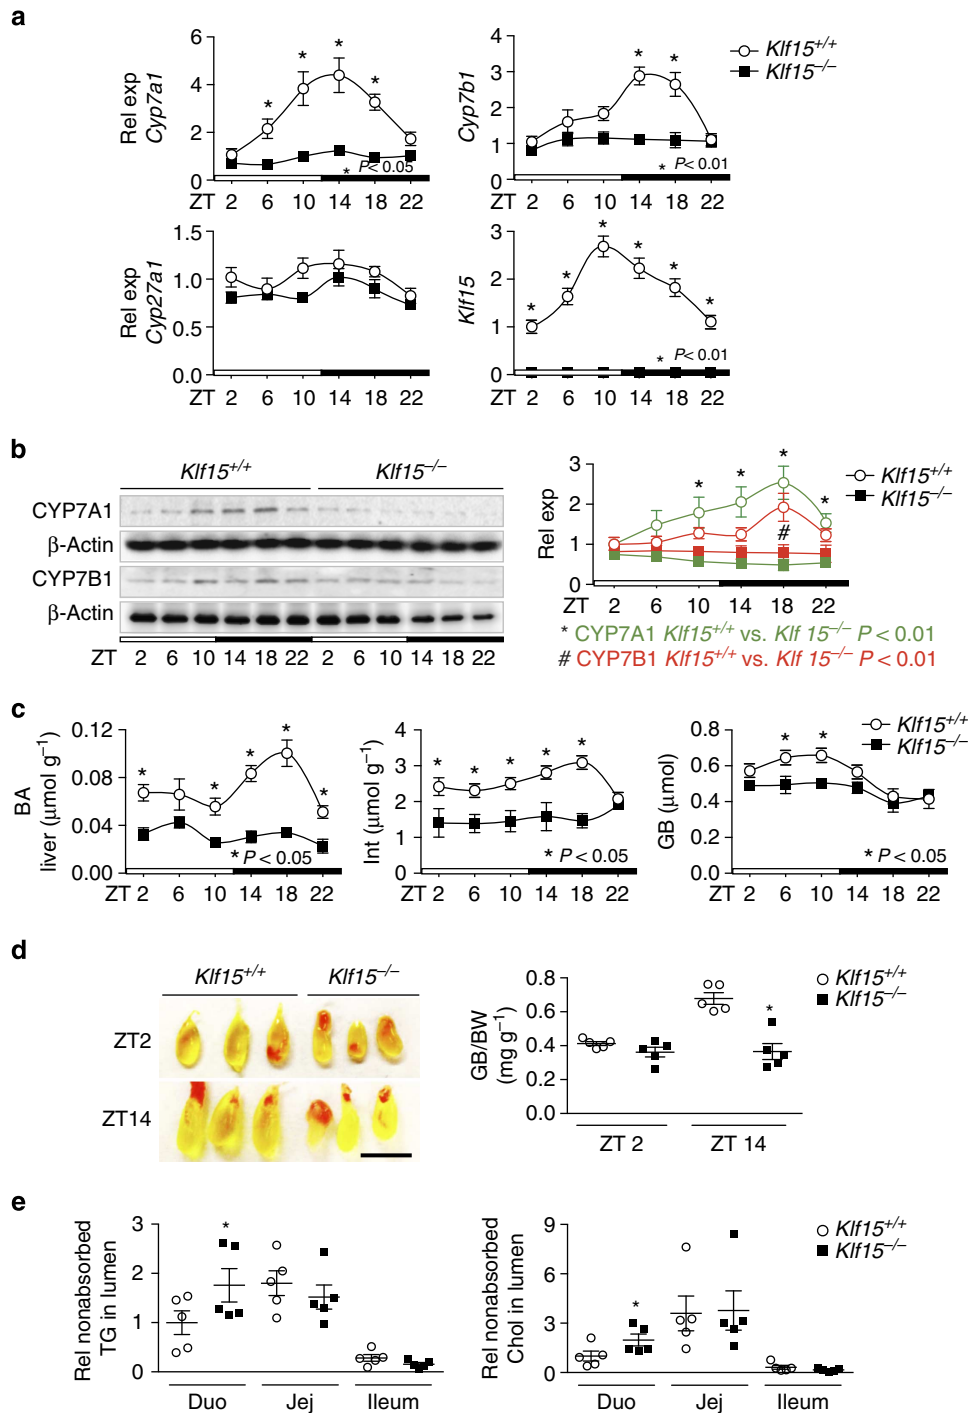 a
Rel exp
Cyp7a1
6
4
2
0
* P < 0.05
ZT 2 6 10 14 18 22
Cyp7b1
4
3
2
1
0
* P < 0.01
ZT 2 6 10 14 18 22
Klf15+/+
Klf15−/−
Rel exp
Cyp27a1
1.5
1.0
0.5
0.0
ZT 2 6 10 14 18 22
Klf15
3
2
1
0
* P < 0.01
ZT 2 6 10 14 18 22
b
Klf15+/+ Klf15−/−
CYP7A1
β-Actin
CYP7B1
β-Actin
ZT 2 6 10 14 18 22 2 6 10 14 18 22
Rel exp
3
2
1
0
#
ZT 2 6 10 14 18 22
Klf15+/+
Klf15−/−
* CYP7A1 Klf15+/+ vs. Klf 15−/− P < 0.01
# CYP7B1 Klf15+/+ vs. Klf 15−/− P < 0.01
c
BA
liver (μmol g−1)
0.12
0.08
0.04
0.00
* P < 0.05
ZT 2 6 10 14 18 22
Int (μmol g−1)
4
3
2
1
0
* P < 0.05
ZT 2 6 10 14 18 22
GB (μmol)
0.6
0.4
0.2
0.0
* P < 0.05
ZT 2 6 10 14 18 22
Klf15+/+
Klf15−/−
d
Klf15+/+ Klf15−/−
ZT2
ZT14
GB/BW
(mg g−1)
0.8
0.6
0.4
0.2
0.0
*
ZT 2 ZT 14
Klf15+/+
Klf15−/−
e
Rel nonabsorbed
TG in lumen
3
2
1
0
*
Duo Jej Ileum
Rel nonabsorbed
Chol in lumen
9
6
3
0
*
Duo Jej Ileum
Klf15+/+
Klf15−/−